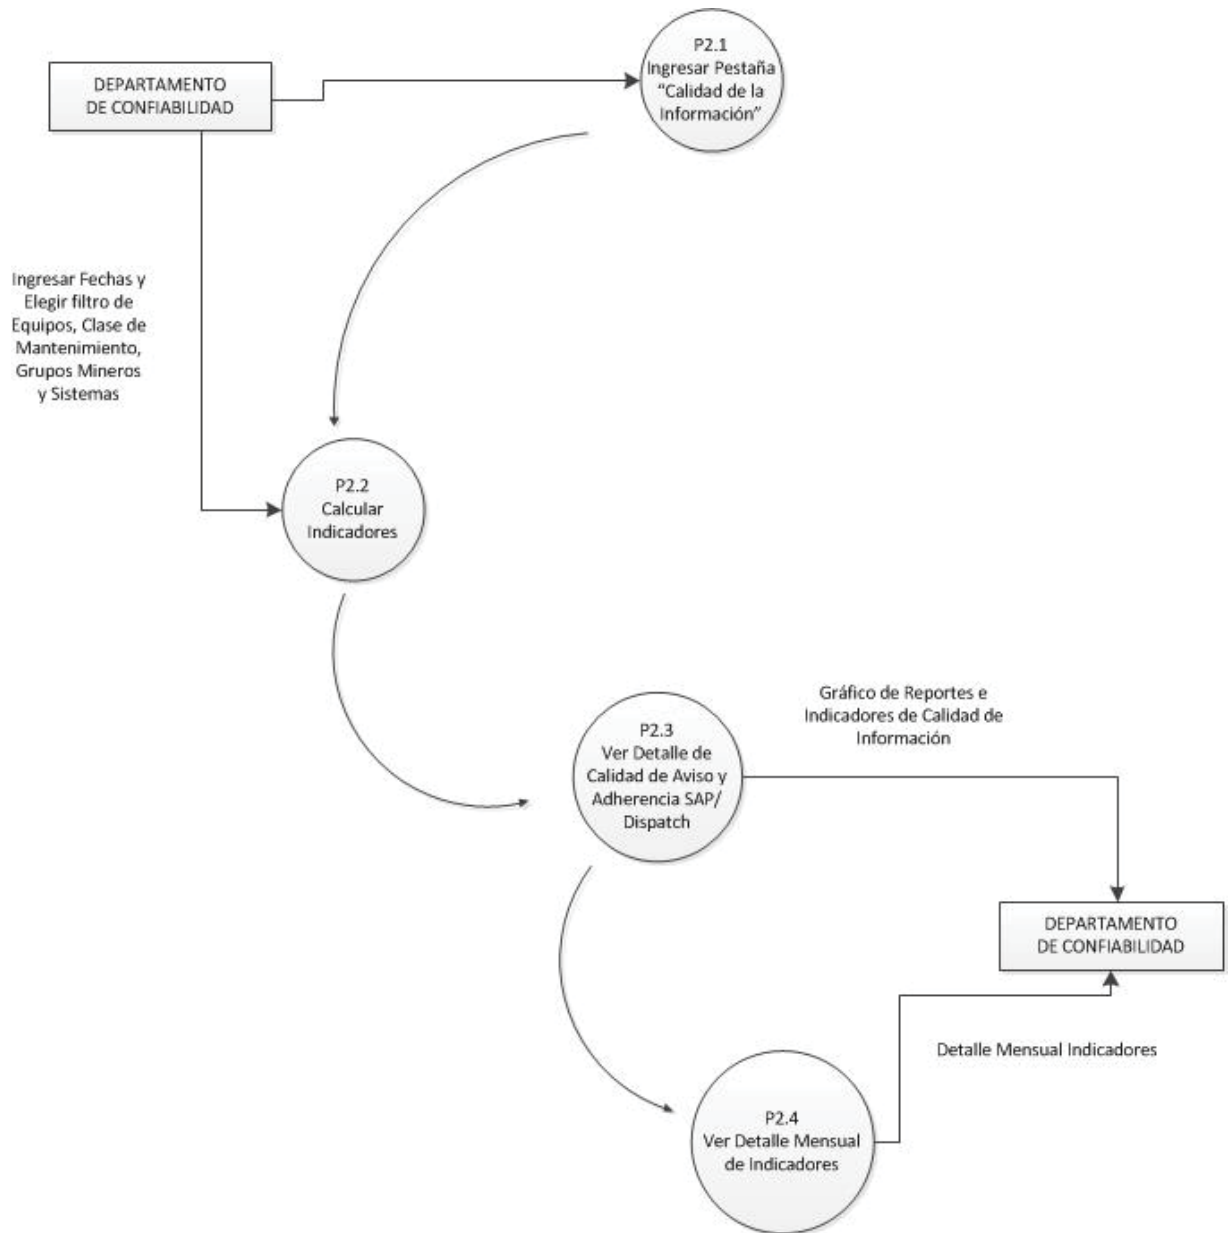 P2.1
Ingresar Pestaña
“Calidad de la
Información”
DEPARTAMENTO
DE CONFIABILIDAD
Ingresar Fechas y
Elegir filtro de
Equipos, Clase de
Mantenimiento,
Grupos Mineros
y Sistemas
P2.2
Calcular
Indicadores
P2.3
Ver Detalle de
Calidad de Aviso y
Adherencia SAP/
Dispatch
Gráfico de Reportes e
Indicadores de Calidad de
Información
DEPARTAMENTO
DE CONFIABILIDAD
Detalle Mensual Indicadores
P2.4
Ver Detalle Mensual
de Indicadores